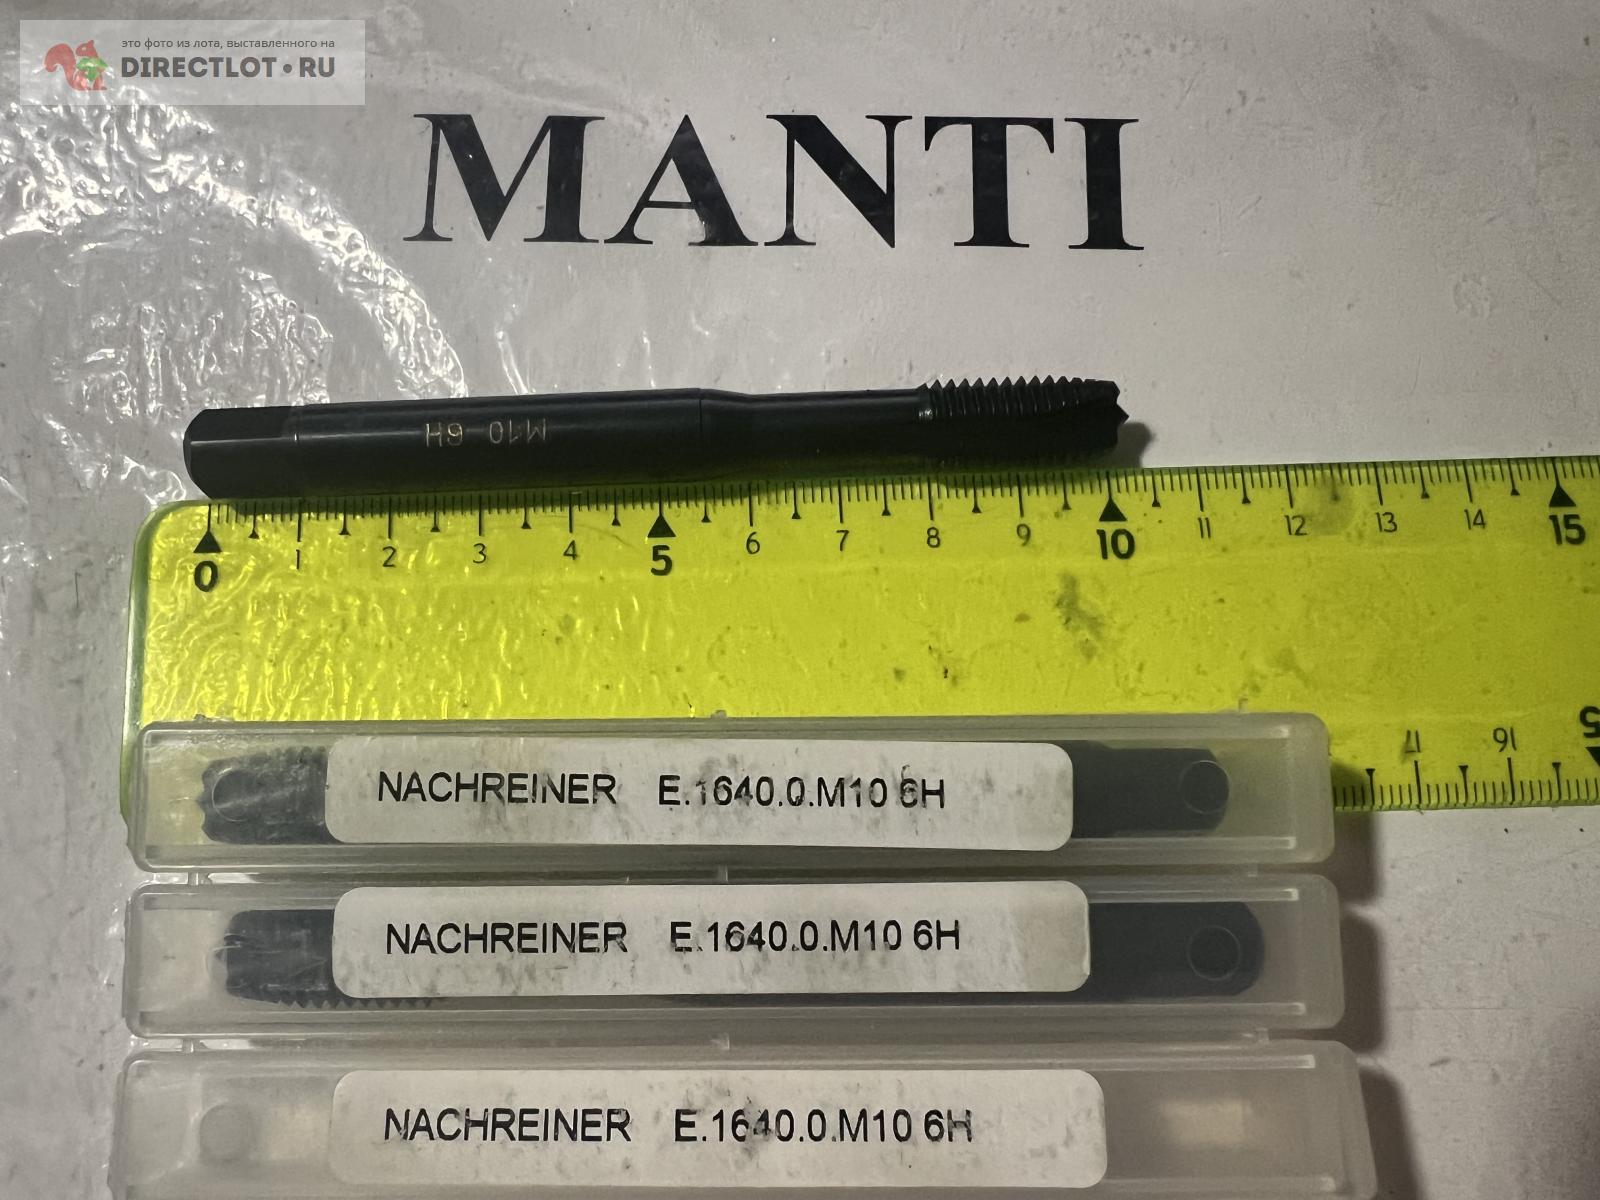 это фото из лота, выставленного на
DIRECTLOT•RU
MANTI
M10 6H
0 1 2 3 4 5 6 7 8 9 10 11 12 13 14 15
NACHREINER E.1640.0.M10 6H
17 16 15
NACHREINER E.1640.0.M10 6H
NACHREINER E.1640.0.M10 6H